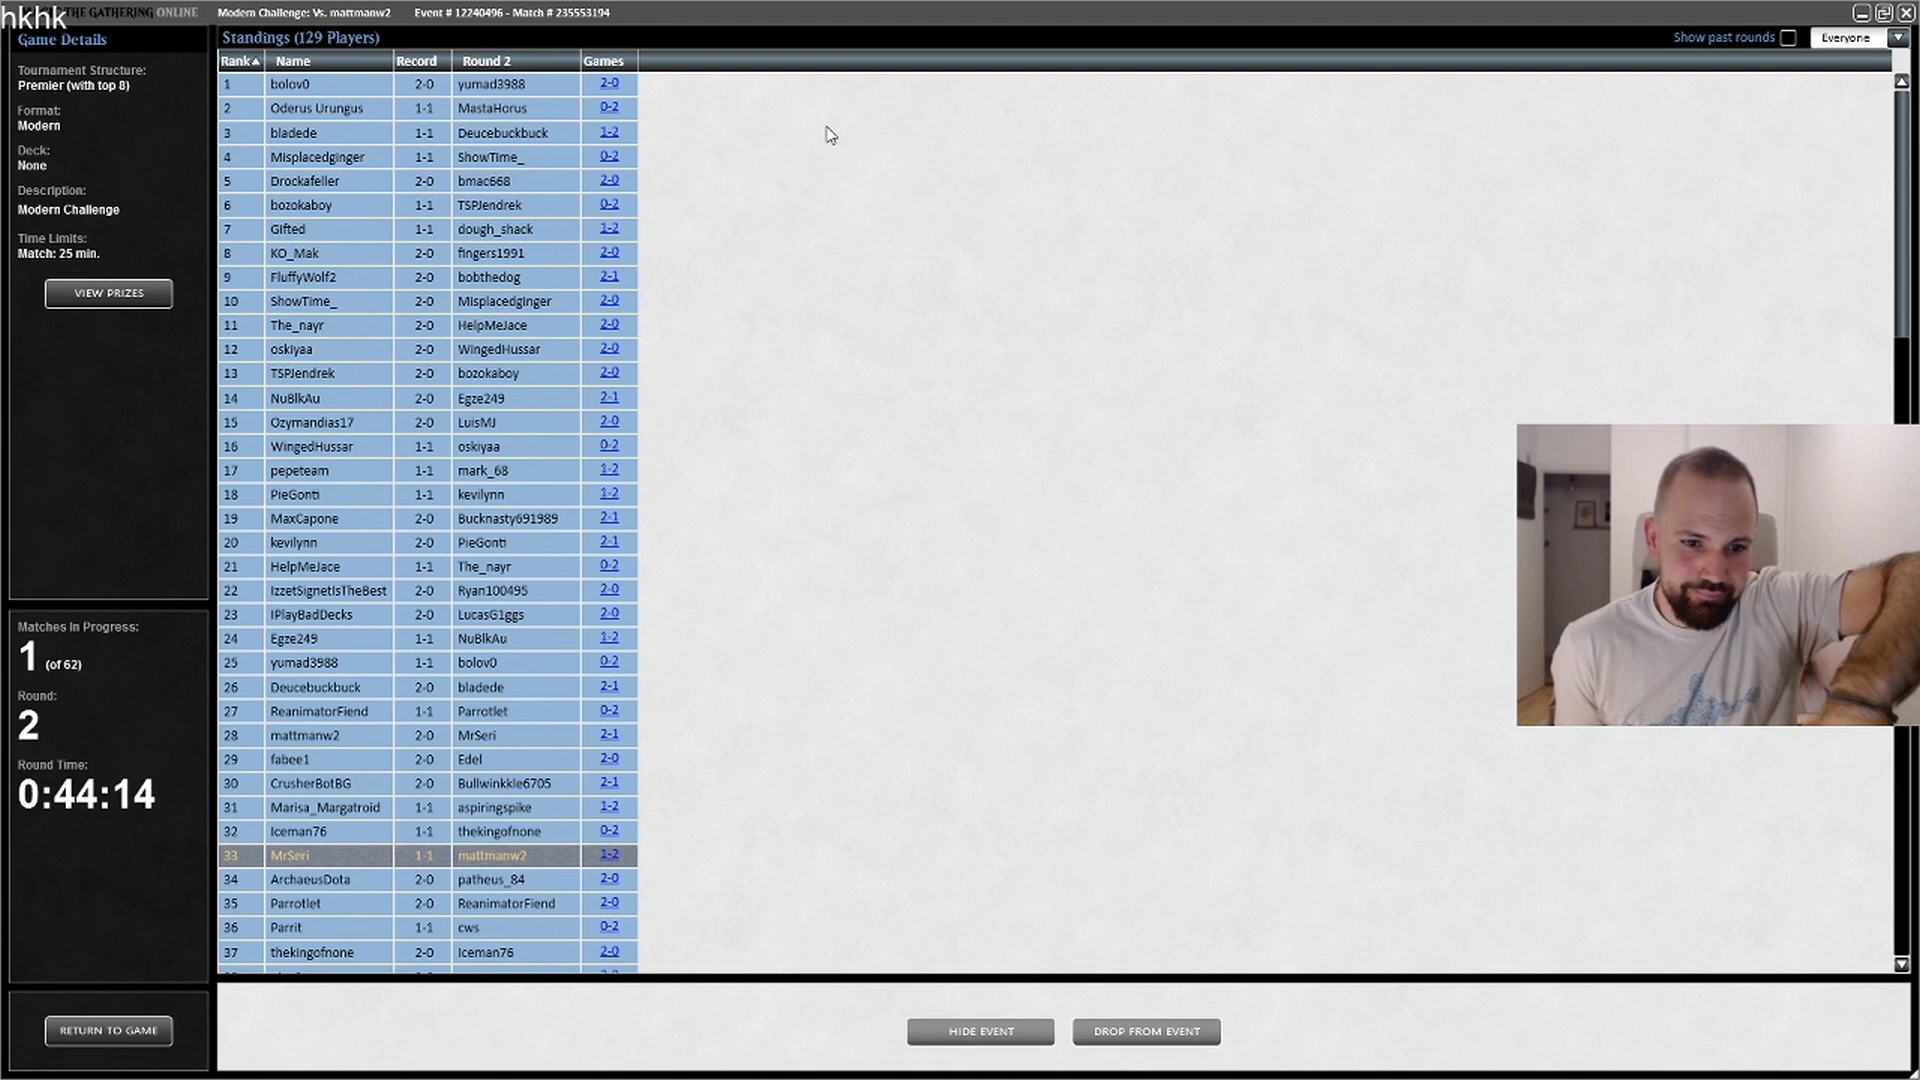 hkhk
THE GATHERING ONLINE
Modern Challenge: Vs. mattmanw2 Event # 12240496 - Match # 235553194
Game Details
Tournament Structure:
Premier (with top 8)
Format:
Modern
Deck:
None
Description:
Modern Challenge
Time Limits:
Match: 25 min.
VIEW PRIZES
Matches In Progress:
1 (of 62)
Round:
2
Round Time:
0:44:14
RETURN TO GAME
Standings (129 Players)
Show past rounds Everyone
Rank Name Record Round 2 Games
1 bolov0 2-0 yumad3988 2-0
2 Oderus Urungus 1-1 MastaHorus 0-2
3 bladede 1-1 Deucebuckbuck 1-2
4 Misplacedginger 1-1 ShowTime_ 0-2
5 Drockafeller 2-0 bmac668 2-0
6 bozokaboy 1-1 TSPJendrek 0-2
7 Gifted 1-1 dough_shack 1-2
8 KO_Mak 2-0 fingers1991 2-0
9 FluffyWolf2 2-0 bobthedog 2-1
10 ShowTime_ 2-0 Misplacedginger 2-0
11 The_nayr 2-0 HelpMeJace 2-0
12 oskiyaa 2-0 WingedHussar 2-0
13 TSPJendrek 2-0 bozokaboy 2-0
14 NuBlkAu 2-0 Egze249 2-1
15 Ozymandias17 2-0 LuisMJ 2-0
16 WingedHussar 1-1 oskiyaa 0-2
17 pepeteam 1-1 mark_68 1-2
18 PieGonti 1-1 kevilynn 1-2
19 MaxCapone 2-0 Bucknasty691989 2-1
20 kevilynn 2-0 PieGonti 2-1
21 HelpMeJace 1-1 The_nayr 0-2
22 IzzetSignetIsTheBest 2-0 Ryan100495 2-0
23 IPlayBadDecks 2-0 LucasG1ggs 2-0
24 Egze249 1-1 NuBlkAu 1-2
25 yumad3988 1-1 bolov0 0-2
26 Deucebuckbuck 2-0 bladede 2-1
27 ReanimatorFiend 1-1 Parrotlet 0-2
28 mattmanw2 2-0 MrSeri 2-1
29 fabee1 2-0 Edel 2-0
30 CrusherBotBG 2-0 Bullwinkkle6705 2-1
31 Marisa_Margatroid 1-1 aspiringspike 1-2
32 Iceman76 1-1 thekingofnone 0-2
33 MrSeri 1-1 mattmanw2 1-2
34 ArchaeusDota 2-0 patheus_84 2-0
35 Parrotlet 2-0 ReanimatorFiend 2-0
36 Parrit 1-1 cws 0-2
37 thekingofnone 2-0 Iceman76 2-0
HIDE EVENT DROP FROM EVENT